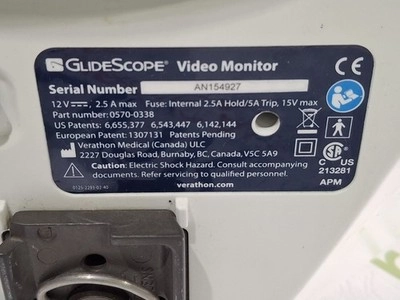 GLIDESCOPE® Video Monitor
Serial Number AN154927
12 V⎓, 2.5 A max Fuse: Internal 2.5A Hold/5A Trip, 15V max
Part number: 0570-0338
US Patents: 6,655,377 6,543,447 6,142,144
European Patent: 1307131 Patents Pending
Verathon Medical (Canada) ULC
2227 Douglas Road, Burnaby, BC, Canada, V5C 5A9
Caution: Electric Shock Hazard. Consult accompanying
documents. Refer servicing to qualified personnel.
verathon.com
CE
C US
213281
APM